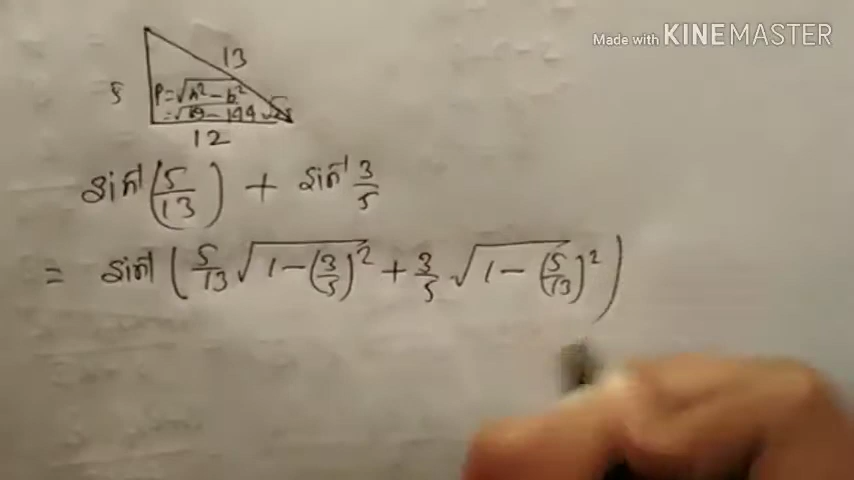 Made with KINEMASTER
13
5
P=√h²-b²
=√169-144 √25
12
sin⁻¹(5/13) + sin⁻¹ 3/5
= sin⁻¹(5/13 √1-(3/5)² + 3/5 √1-(5/13)²)